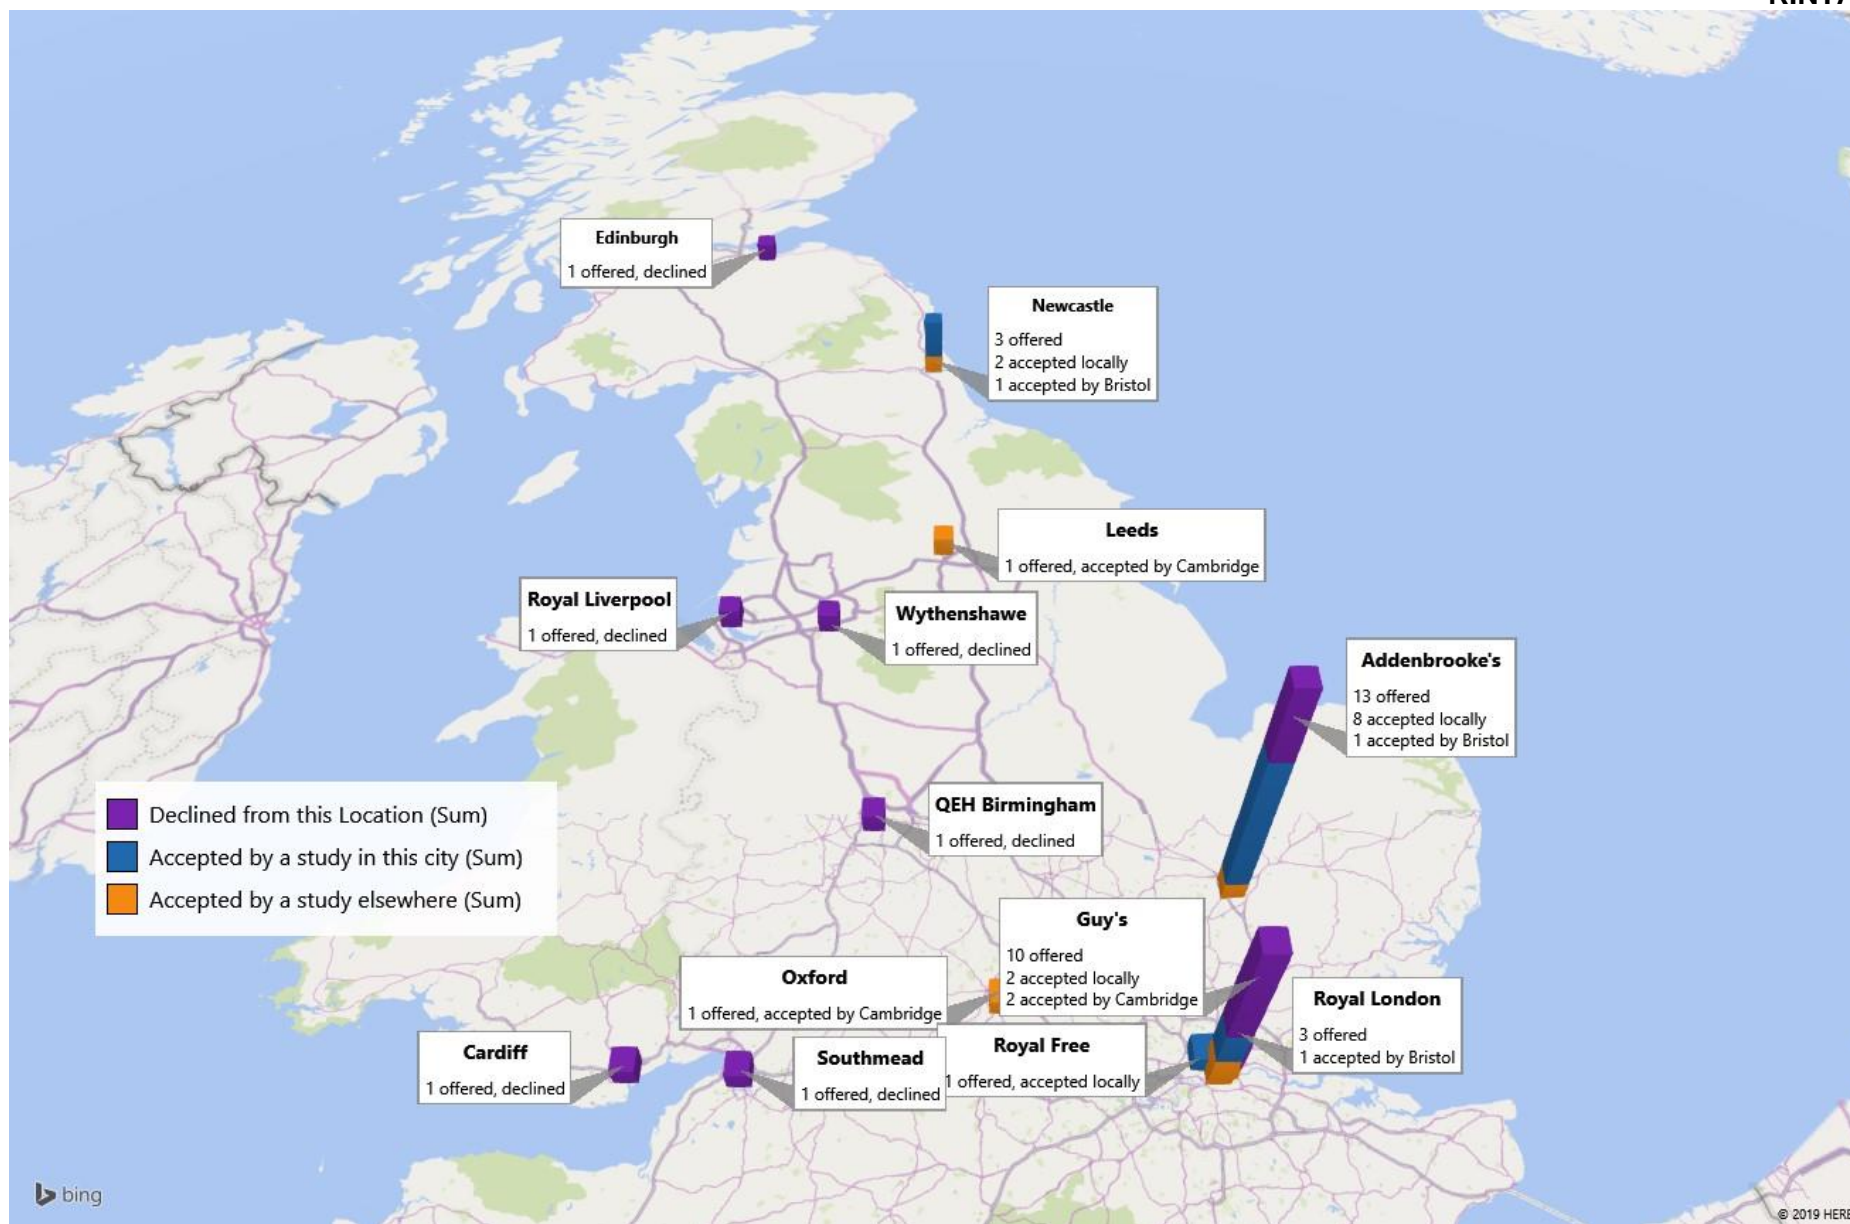 Edinburgh
1 offered, declined
Newcastle
3 offered
2 accepted locally
1 accepted by Bristol
Leeds
1 offered, accepted by Cambridge
Royal Liverpool
1 offered, declined
Wythenshawe
1 offered, declined
Addenbrooke's
13 offered
8 accepted locally
1 accepted by Bristol
QEH Birmingham
1 offered, declined
Declined from this Location (Sum)
Accepted by a study in this city (Sum)
Accepted by a study elsewhere (Sum)
Guy's
10 offered
2 accepted locally
2 accepted by Cambridge
Oxford
1 offered, accepted by Cambridge
Royal London
3 offered
1 accepted by Bristol
Cardiff
1 offered, declined
Southmead
1 offered, declined
Royal Free
1 offered, accepted locally
bing
© 2019 HERE